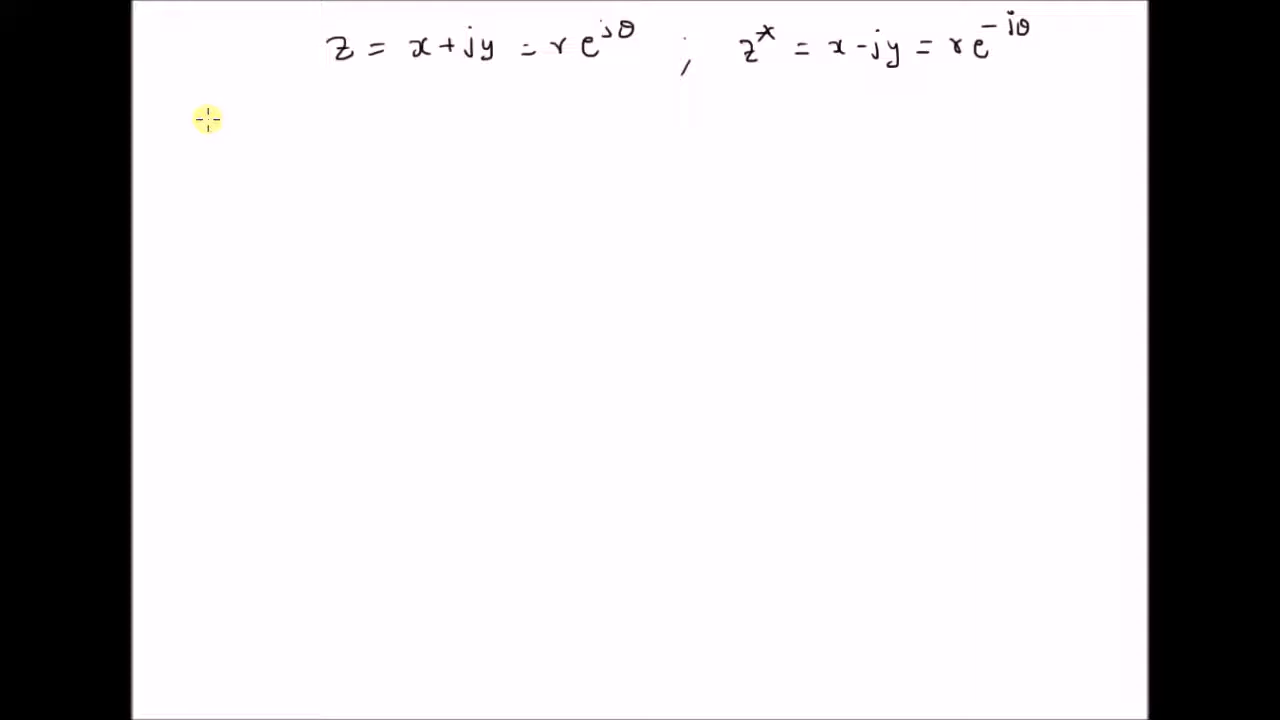 z = x + jy = r e^{jθ} ; z* = x - jy = r e^{-jθ}